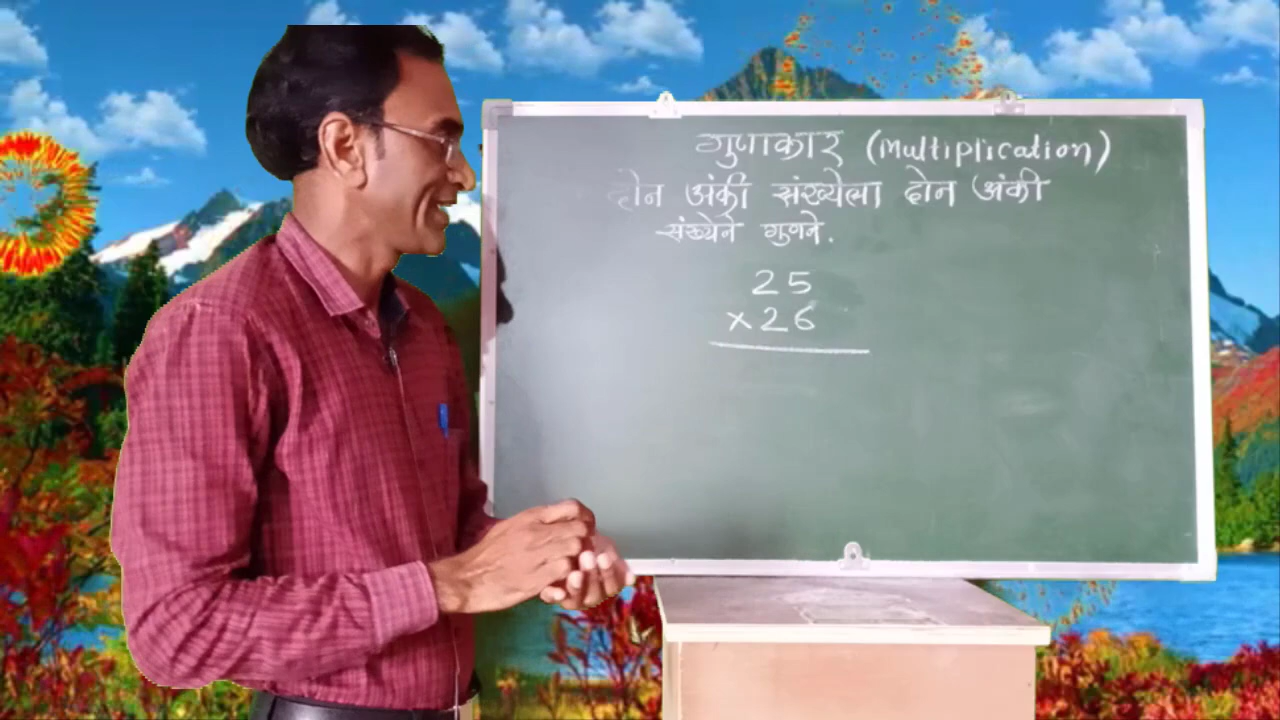 गुणाकार (Multiplication)
दोन अंकी संख्येला दोन अंकी
संख्येने गुणने.
25
×26